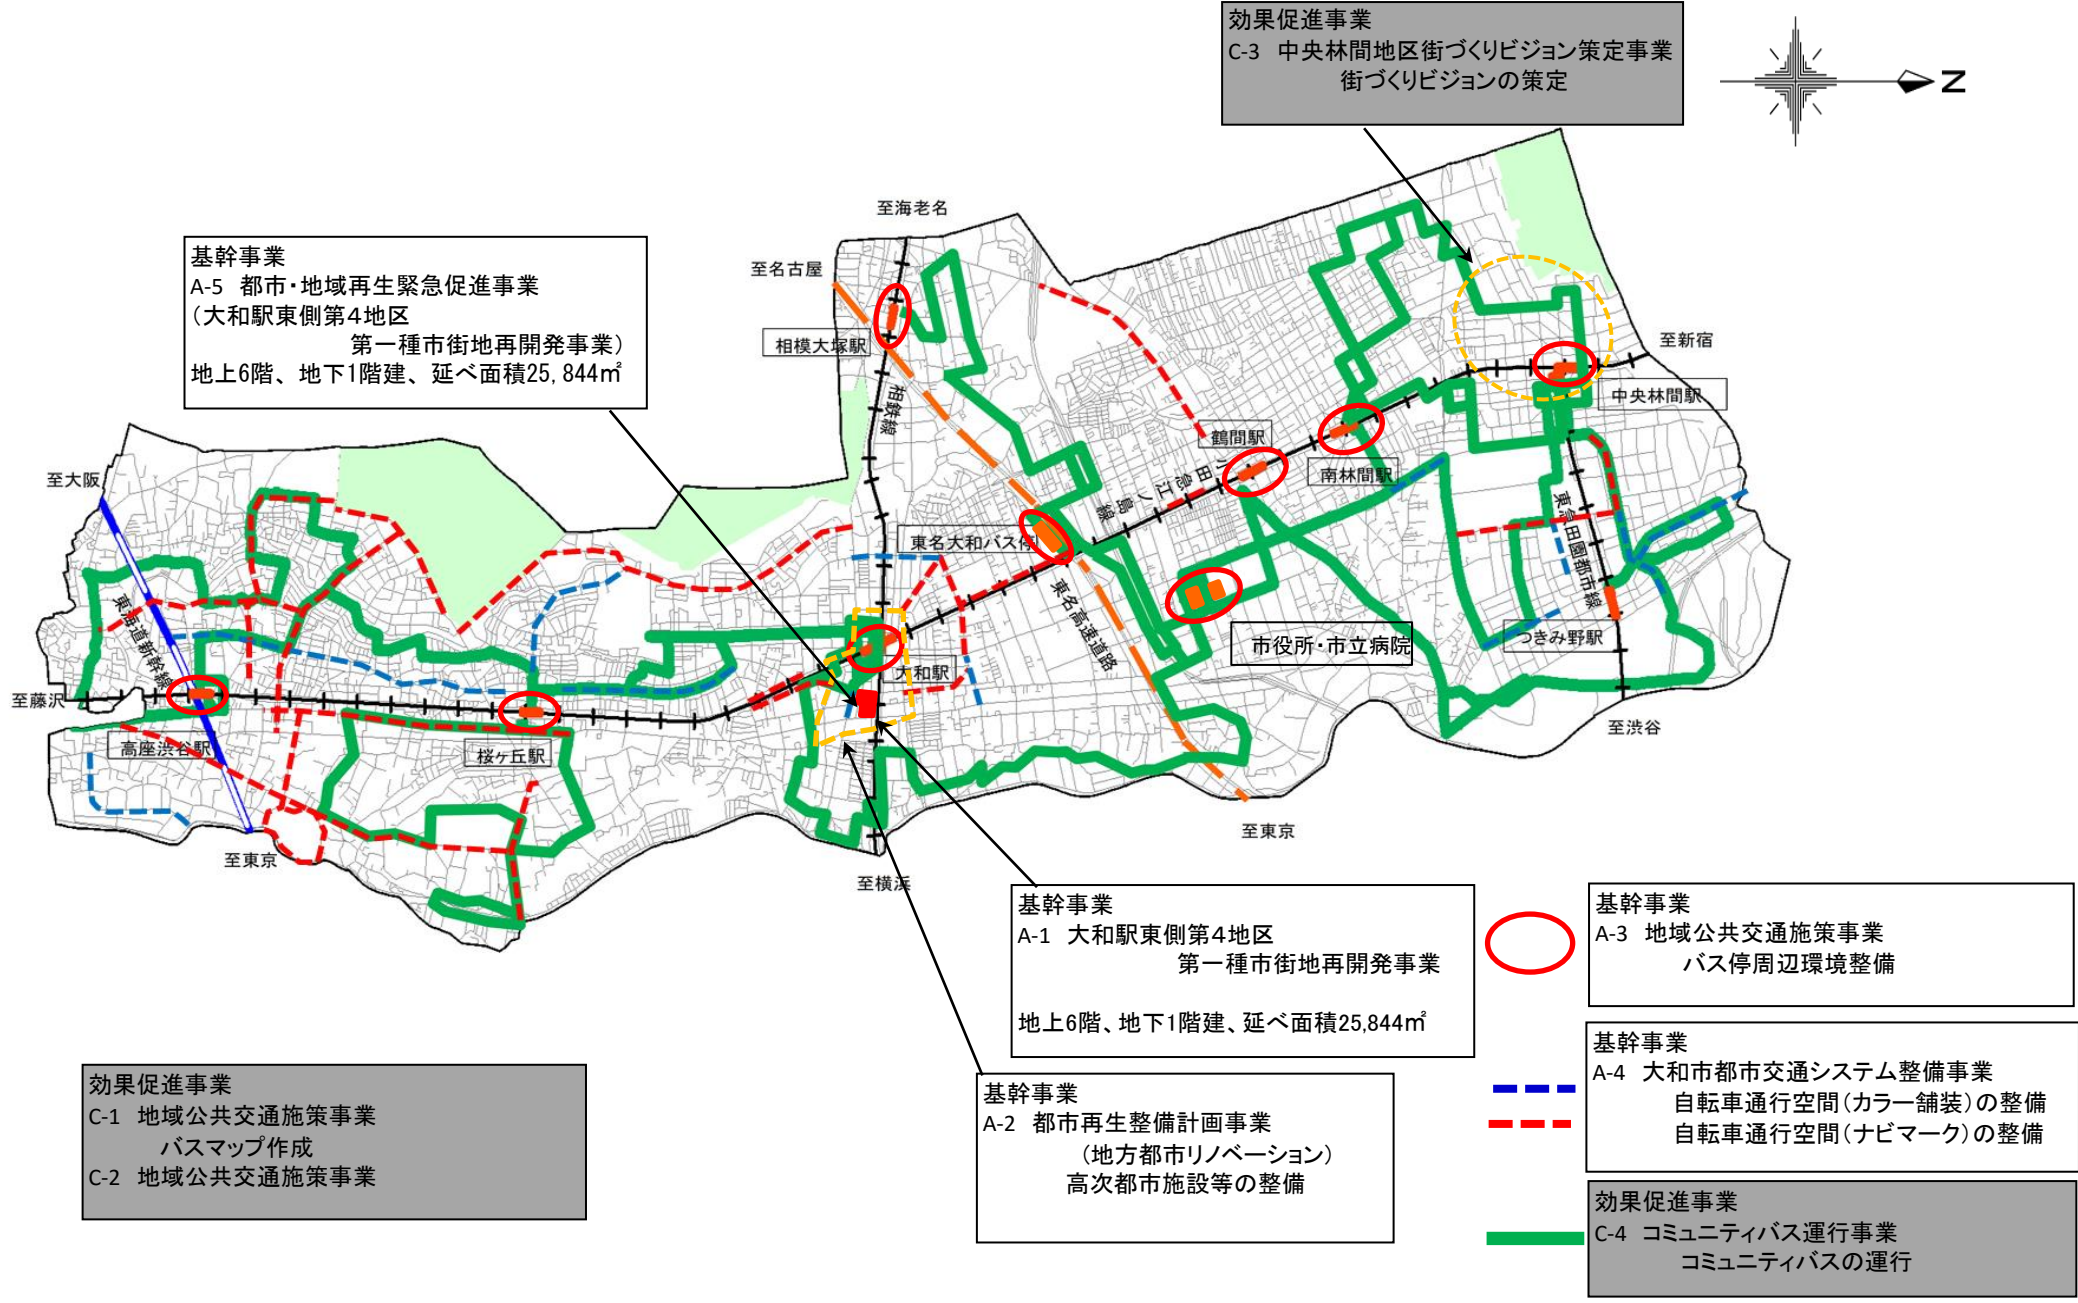 効果促進事業
C-3 中央林間地区街づくりビジョン策定事業
街づくりビジョンの策定
N
至海老名
至名古屋
基幹事業
A-5 都市・地域再生緊急促進事業
（大和駅東側第4地区
第一種市街地再開発事業）
地上6階、地下1階建、延べ面積25,844㎡
相模大塚駅
相鉄線
至新宿
中央林間駅
鶴間駅
南林間駅
小田急江ノ島線
至大阪
東海道新幹線
東名大和バス停
東名高速道路
東急田園都市線
つきみ野駅
市役所・市立病院
大和駅
至藤沢
高座渋谷駅
桜ヶ丘駅
至渋谷
至東京
至東京
至横浜
基幹事業
A-1 大和駅東側第4地区
第一種市街地再開発事業
地上6階、地下1階建、延べ面積25,844㎡
基幹事業
A-3 地域公共交通施策事業
バス停周辺環境整備
基幹事業
A-4 大和市都市交通システム整備事業
自転車通行空間（カラー舗装）の整備
自転車通行空間（ナビマーク）の整備
効果促進事業
C-1 地域公共交通施策事業
バスマップ作成
C-2 地域公共交通施策事業
基幹事業
A-2 都市再生整備計画事業
（地方都市リノベーション）
高次都市施設等の整備
効果促進事業
C-4 コミュニティバス運行事業
コミュニティバスの運行